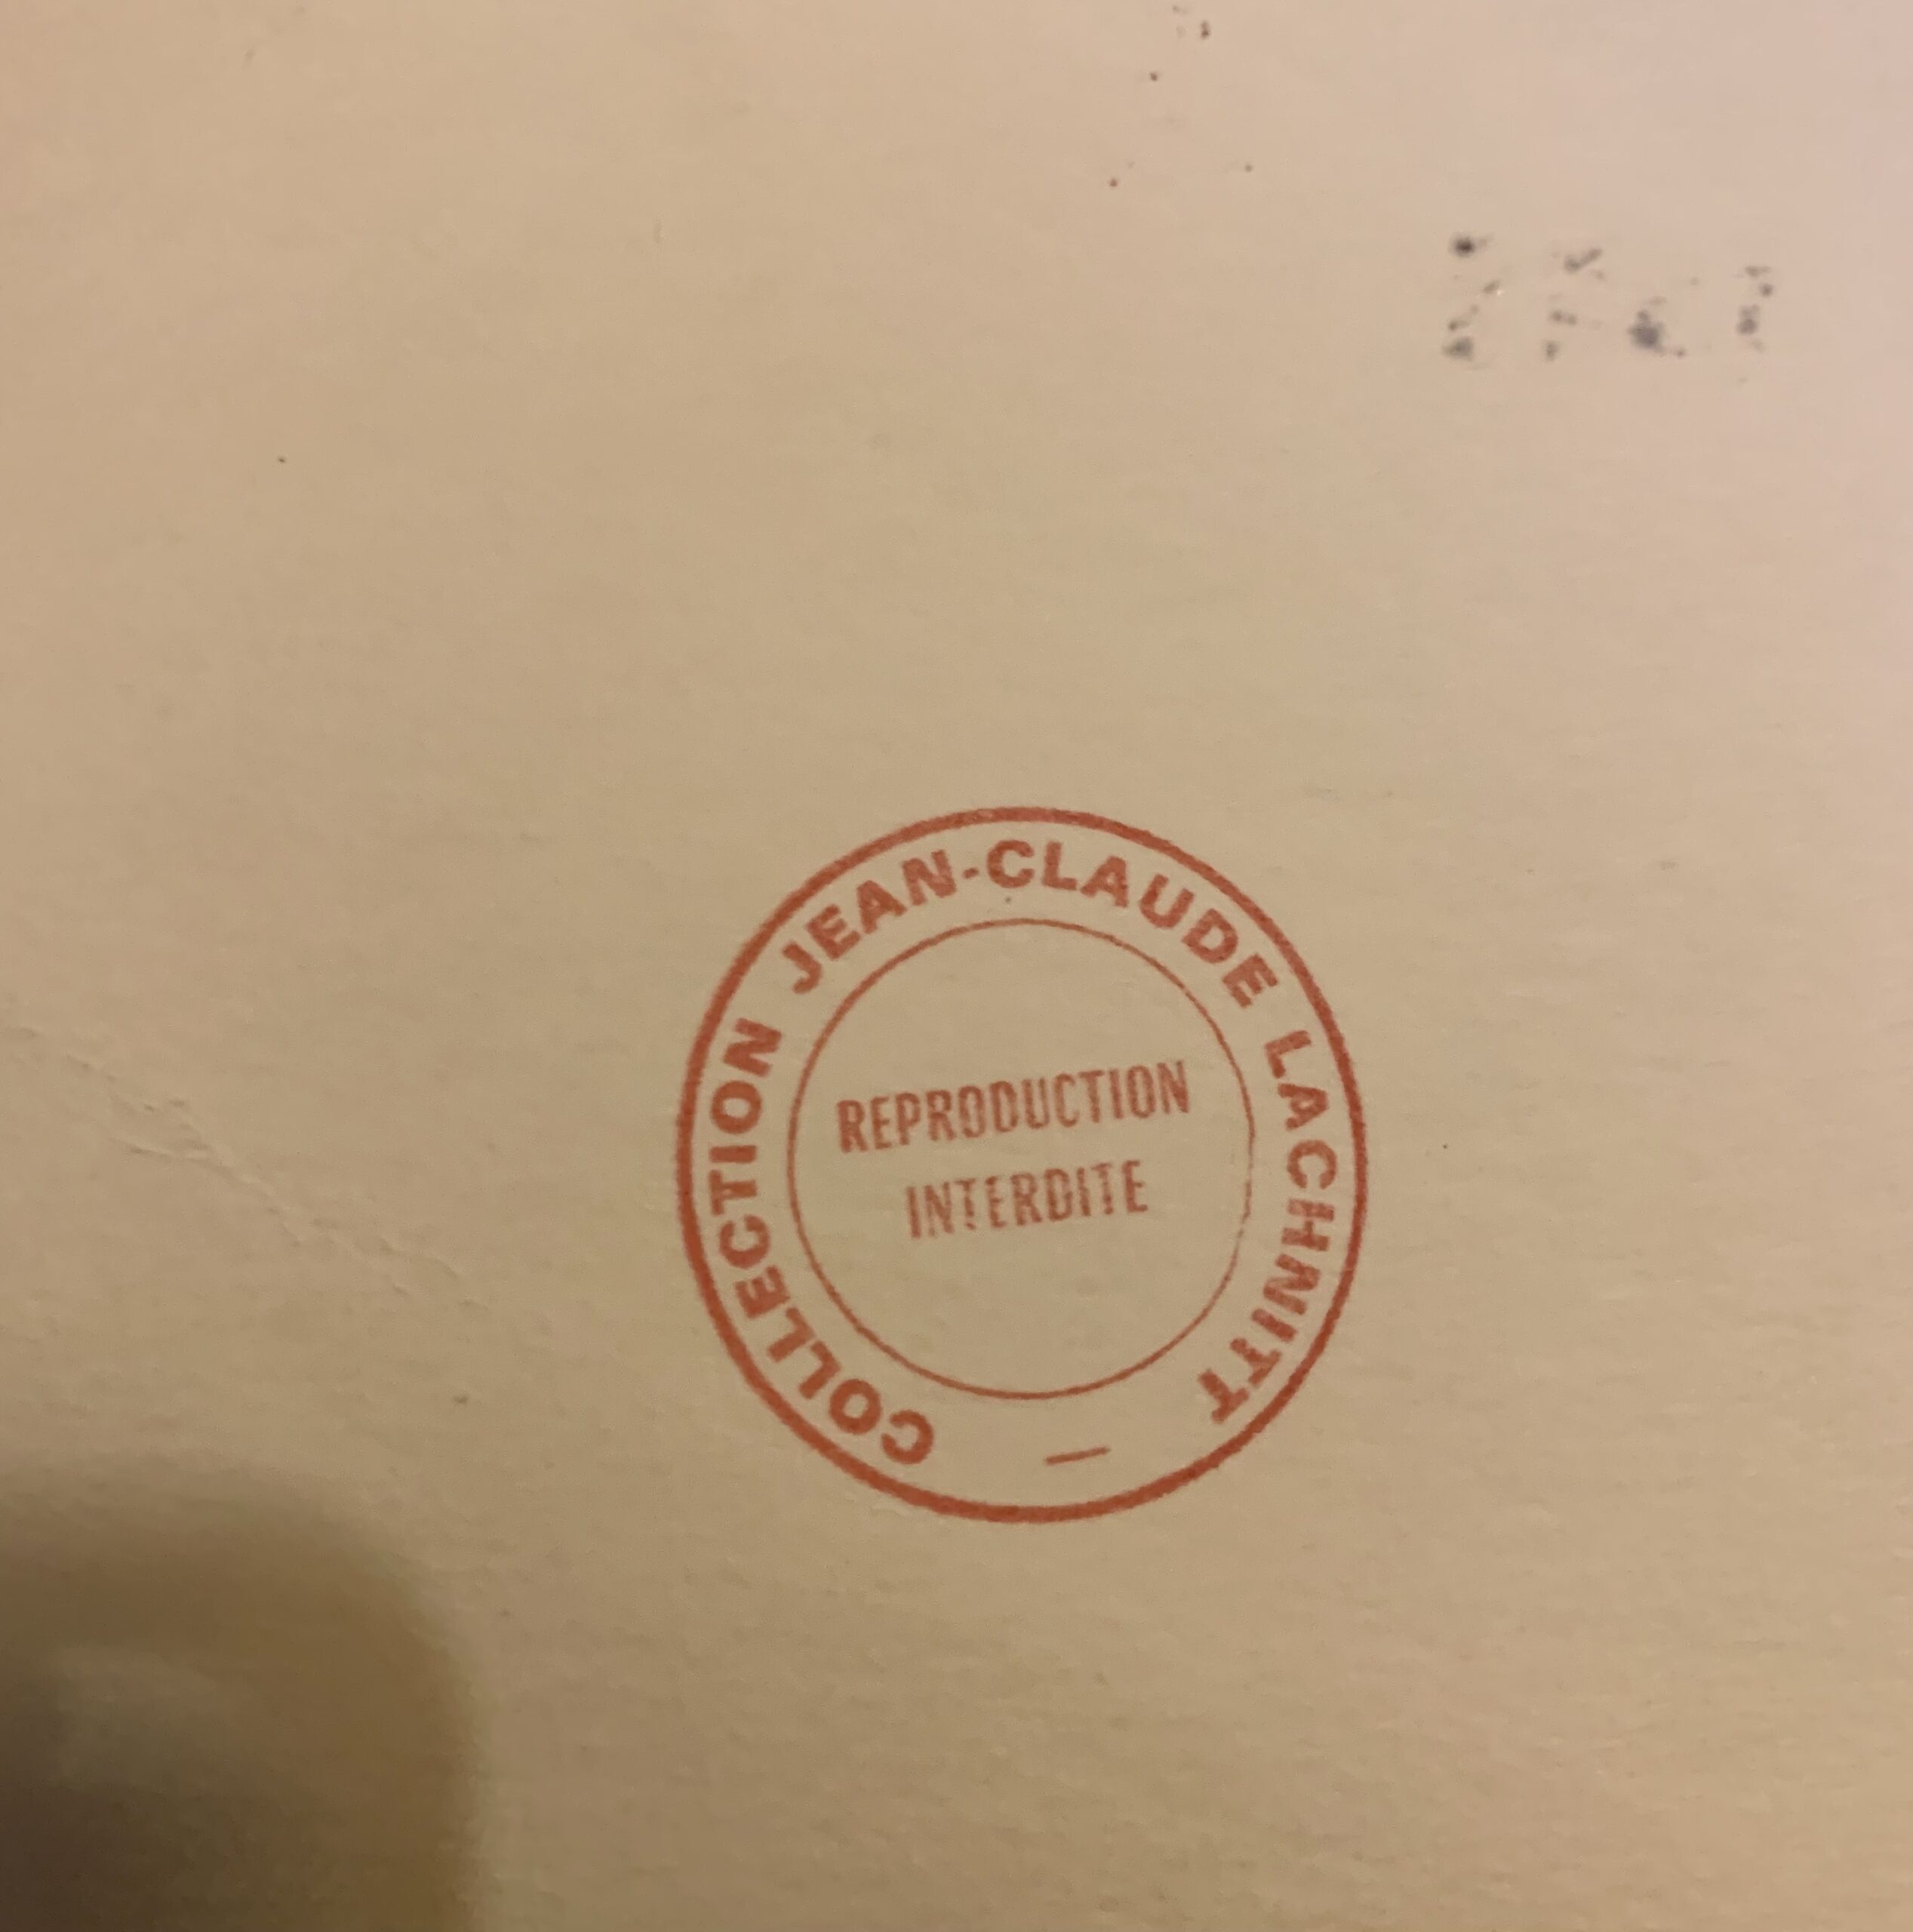 COLLECTION JEAN-CLAUDE LACHNITT
REPRODUCTION
INTERDITE